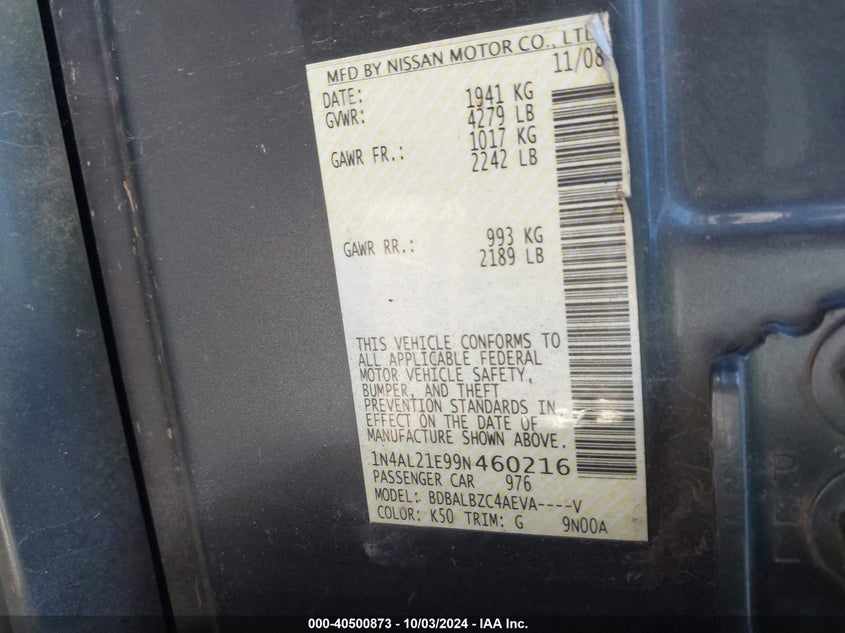 MFD BY NISSAN MOTOR CO., LTD
11/08
DATE: 1941 KG
GVWR: 4279 LB
1017 KG
GAWR FR.: 2242 LB
993 KG
GAWR RR.: 2189 LB
THIS VEHICLE CONFORMS TO
ALL APPLICABLE FEDERAL
MOTOR VEHICLE SAFETY,
BUMPER, AND THEFT
PREVENTION STANDARDS IN
EFFECT ON THE DATE OF
MANUFACTURE SHOWN ABOVE.
1N4AL21E99N460216
PASSENGER CAR 976
MODEL: BDBALBZC4AEVA----V
COLOR: K50 TRIM: G 9N00A
000-40500873 - 10/03/2024 - IAA Inc.